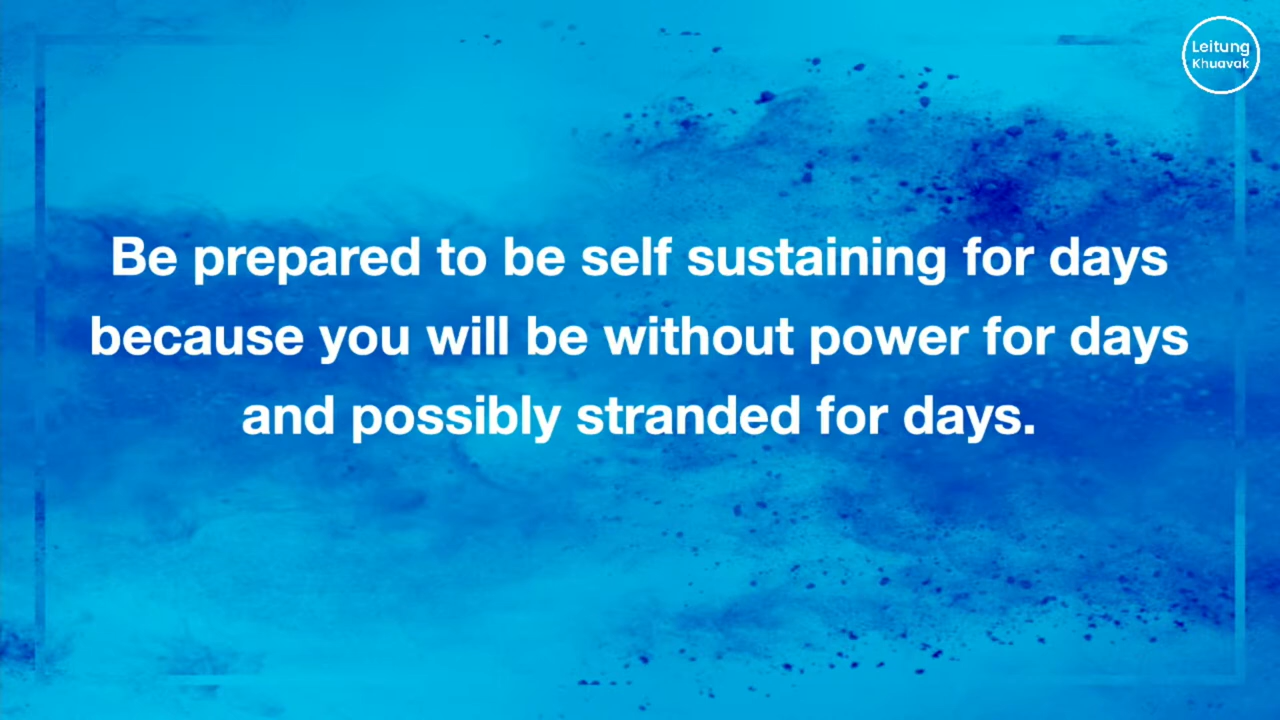 Leitung
Khuavak
Be prepared to be self sustaining for days
because you will be without power for days
and possibly stranded for days.